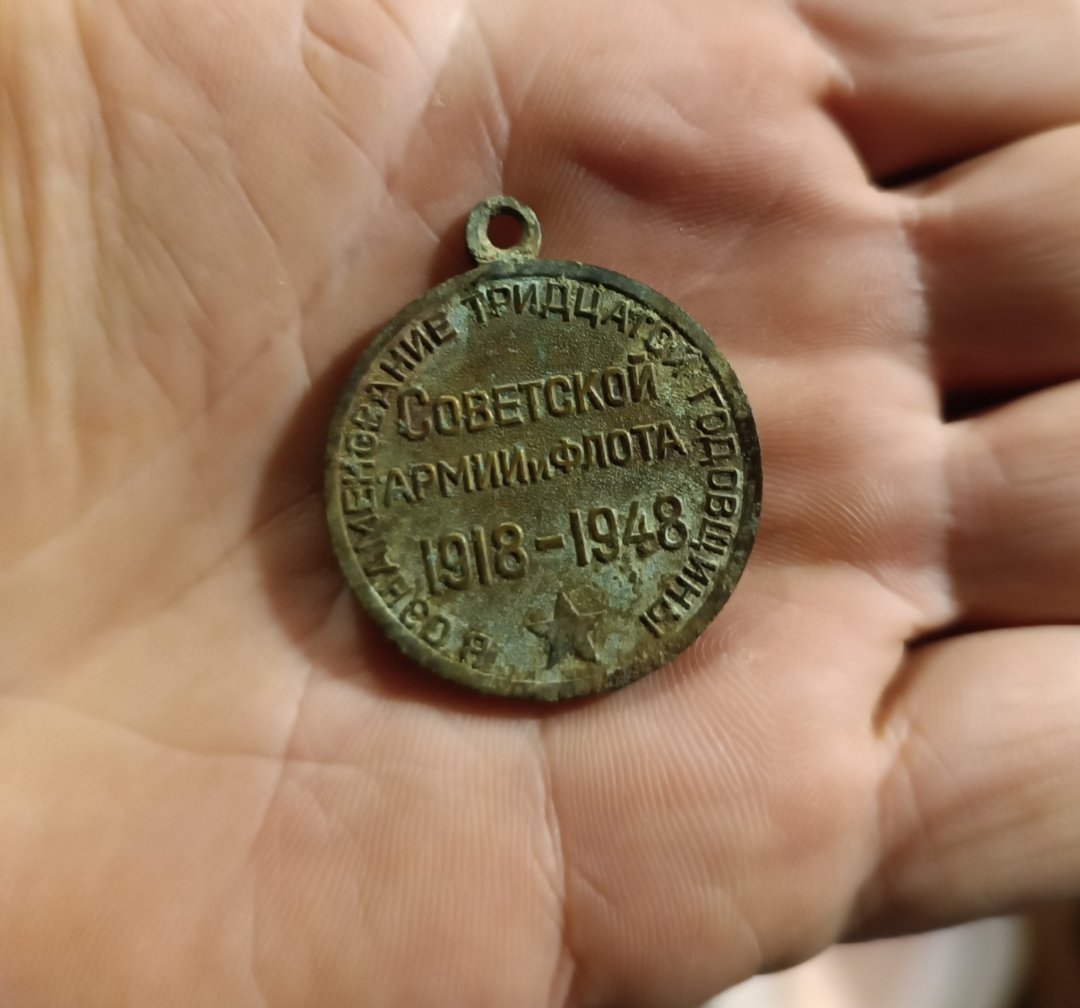 В ОЗНАМЕНОВАНИЕ ТРИДЦАТОЙ ГОДОВЩИНЫ
СОВЕТСКОЙ
АРМИИ и ФЛОТА
1918-1948